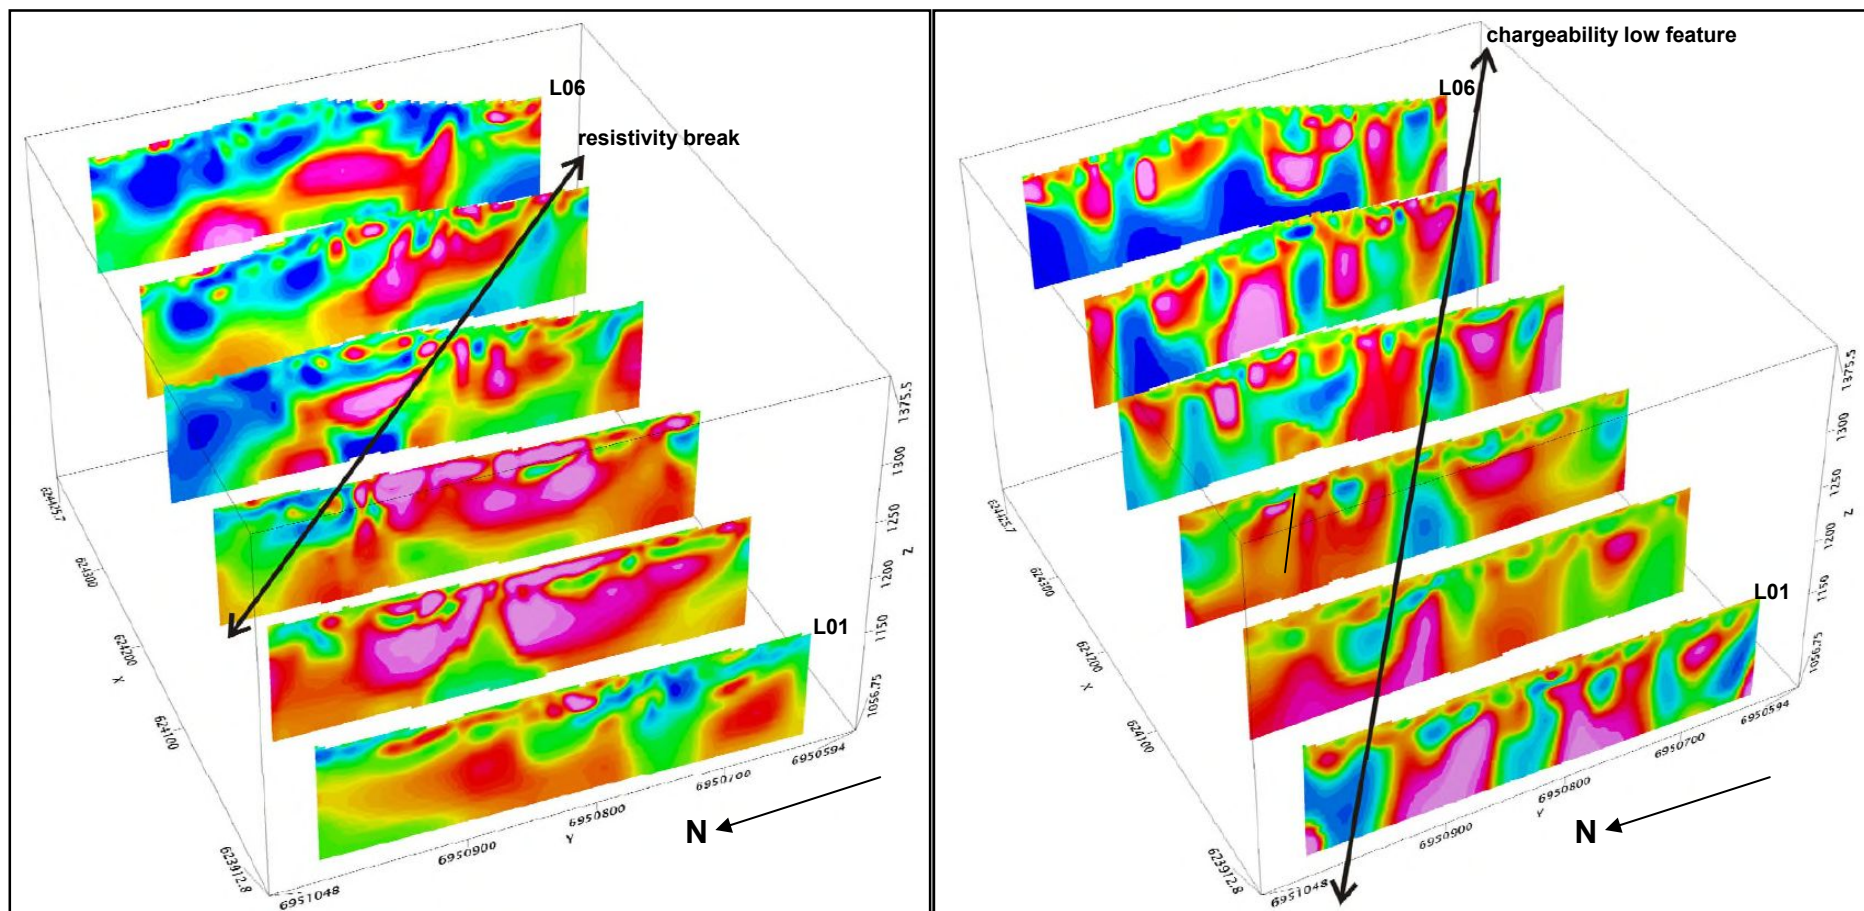 L06
resistivity break
1375.5
1300
1250
Z
1200
1150
1056.75
L01
624425.7
624300
624200
X
624100
623912.8
6950594
6950700
6950800
Y
6950900
6951048
N
chargeability low feature
L06
1375.5
1300
1250
Z
1200
1150
1056.75
L01
624425.7
624300
624200
X
624100
623912.8
6950594
6950700
6950800
Y
6950900
6951048
N